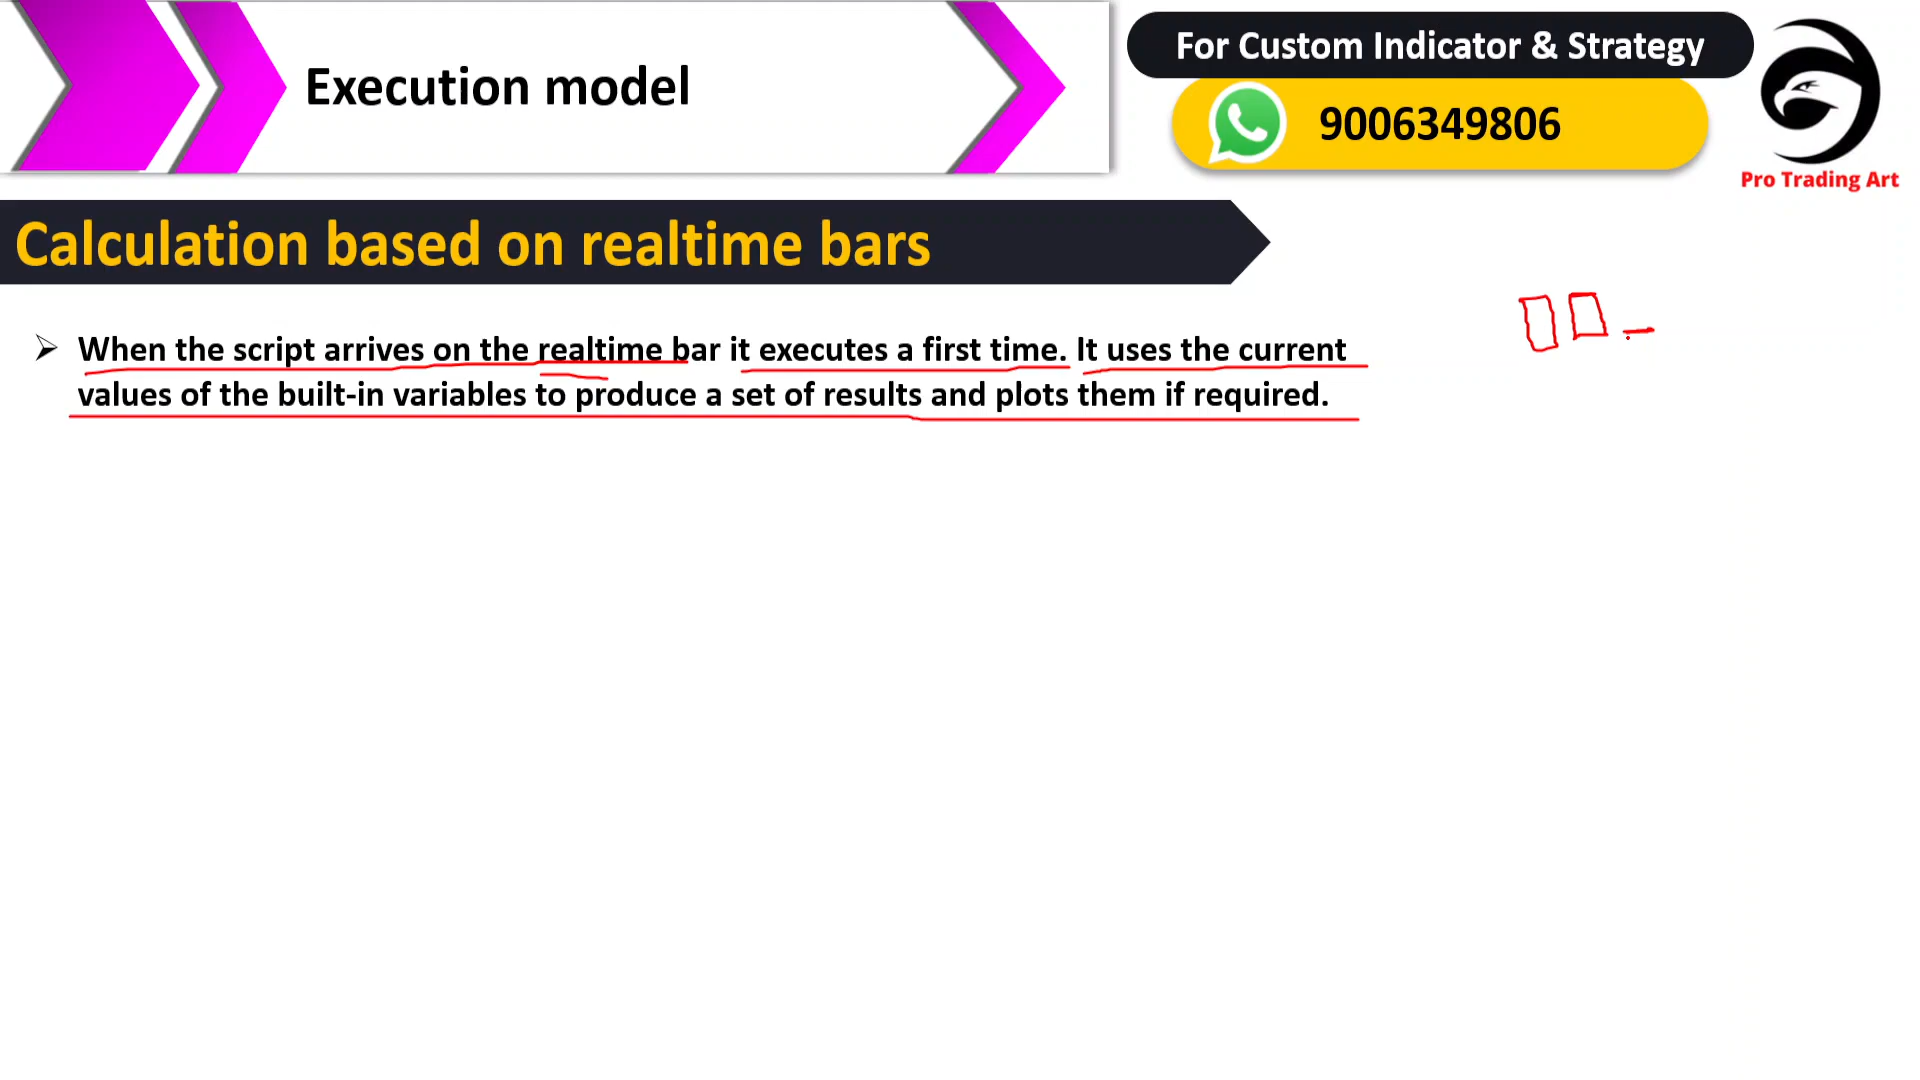 Execution model
For Custom Indicator & Strategy
9006349806
Pro Trading Art
Calculation based on realtime bars
When the script arrives on the realtime bar it executes a first time. It uses the current
values of the built-in variables to produce a set of results and plots them if required.